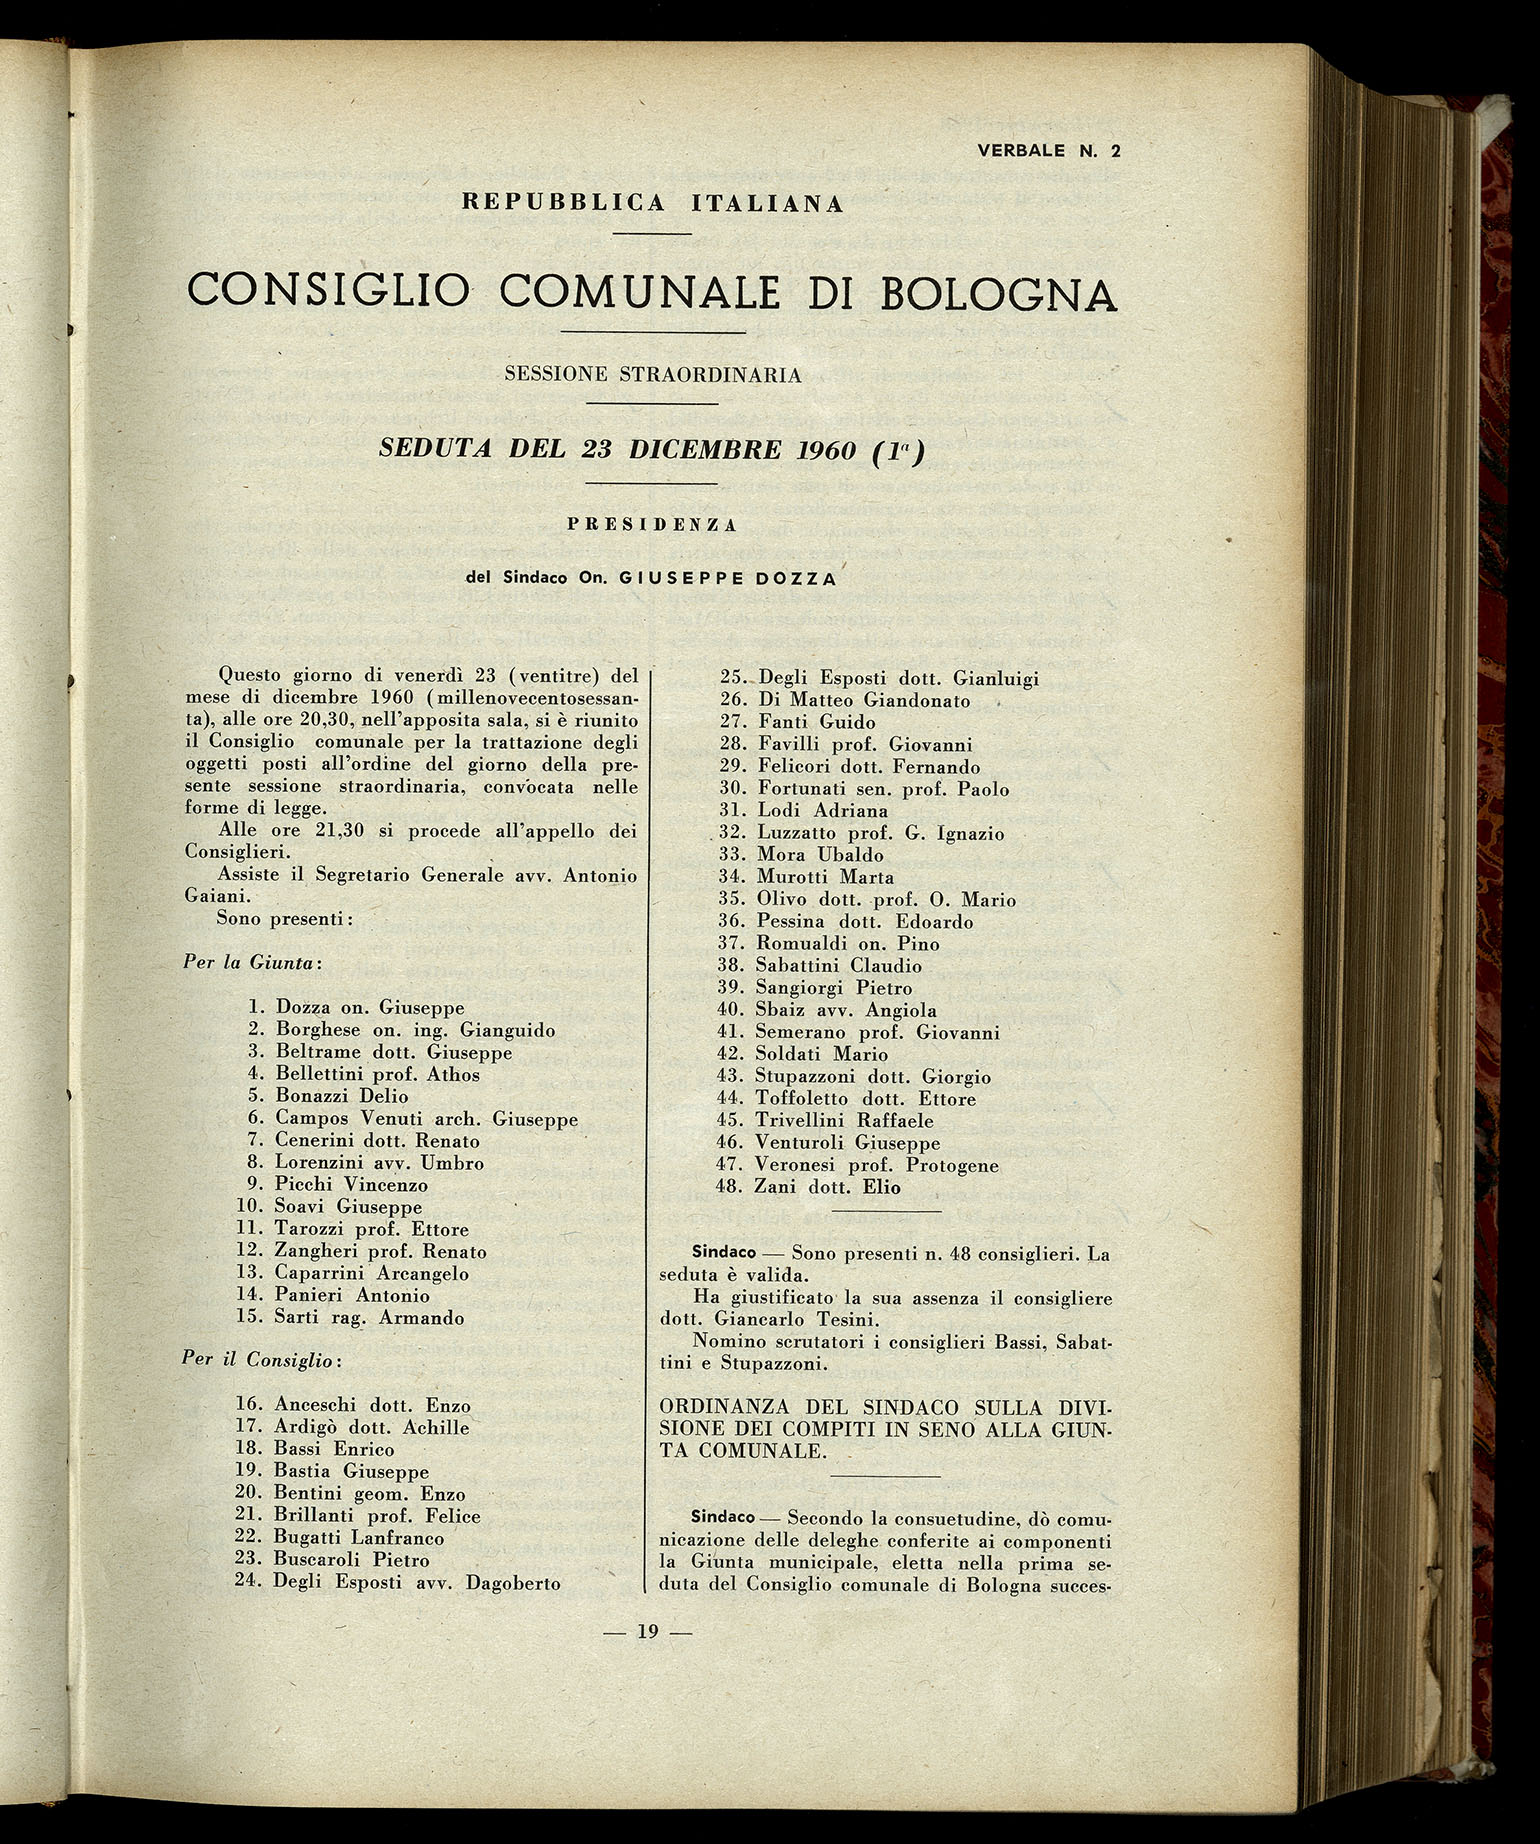 VERBALE N. 2
REPUBBLICA ITALIANA
CONSIGLIO COMUNALE DI BOLOGNA
SESSIONE STRAORDINARIA
SEDUTA DEL 23 DICEMBRE 1960 (1ª)
PRESIDENZA
del Sindaco On. GIUSEPPE DOZZA
Questo giorno di venerdì 23 (ventitre) del
mese di dicembre 1960 (millenovecentosessan-
ta), alle ore 20,30, nell'apposita sala, si è riunito
il Consiglio comunale per la trattazione degli
oggetti posti all'ordine del giorno della pre-
sente sessione straordinaria, convocata nelle
forme di legge.
Alle ore 21,30 si procede all'appello dei
Consiglieri.
Assiste il Segretario Generale avv. Antonio
Gaiani.
Sono presenti:
Per la Giunta:
1. Dozza on. Giuseppe
2. Borghese on. ing. Gianguido
3. Beltrame dott. Giuseppe
4. Bellettini prof. Athos
5. Bonazzi Delio
6. Campos Venuti arch. Giuseppe
7. Cenerini dott. Renato
8. Lorenzini avv. Umbro
9. Picchi Vincenzo
10. Soavi Giuseppe
11. Tarozzi prof. Ettore
12. Zangheri prof. Renato
13. Caparrini Arcangelo
14. Panieri Antonio
15. Sarti rag. Armando
Per il Consiglio:
16. Anceschi dott. Enzo
17. Ardigò dott. Achille
18. Bassi Enrico
19. Bastia Giuseppe
20. Bentini geom. Enzo
21. Brillanti prof. Felice
22. Bugatti Lanfranco
23. Buscaroli Pietro
24. Degli Esposti avv. Dagoberto
25. Degli Esposti dott. Gianluigi
26. Di Matteo Giandonato
27. Fanti Guido
28. Favilli prof. Giovanni
29. Felicori dott. Fernando
30. Fortunati sen. prof. Paolo
31. Lodi Adriana
32. Luzzatto prof. G. Ignazio
33. Mora Ubaldo
34. Murotti Marta
35. Olivo dott. prof. O. Mario
36. Pessina dott. Edoardo
37. Romualdi on. Pino
38. Sabattini Claudio
39. Sangiorgi Pietro
40. Sbaiz avv. Angiola
41. Semerano prof. Giovanni
42. Soldati Mario
43. Stupazzoni dott. Giorgio
44. Toffoletto dott. Ettore
45. Trivellini Raffaele
46. Venturoli Giuseppe
47. Veronesi prof. Protogene
48. Zani dott. Elio
Sindaco — Sono presenti n. 48 consiglieri. La
seduta è valida.
Ha giustificato la sua assenza il consigliere
dott. Giancarlo Tesini.
Nomino scrutatori i consiglieri Bassi, Sabat-
tini e Stupazzoni.
ORDINANZA DEL SINDACO SULLA DIVI-
SIONE DEI COMPITI IN SENO ALLA GIUN-
TA COMUNALE.
Sindaco — Secondo la consuetudine, dò comu-
nicazione delle deleghe conferite ai componenti
la Giunta municipale, eletta nella prima se-
duta del Consiglio comunale di Bologna succes-
— 19 —